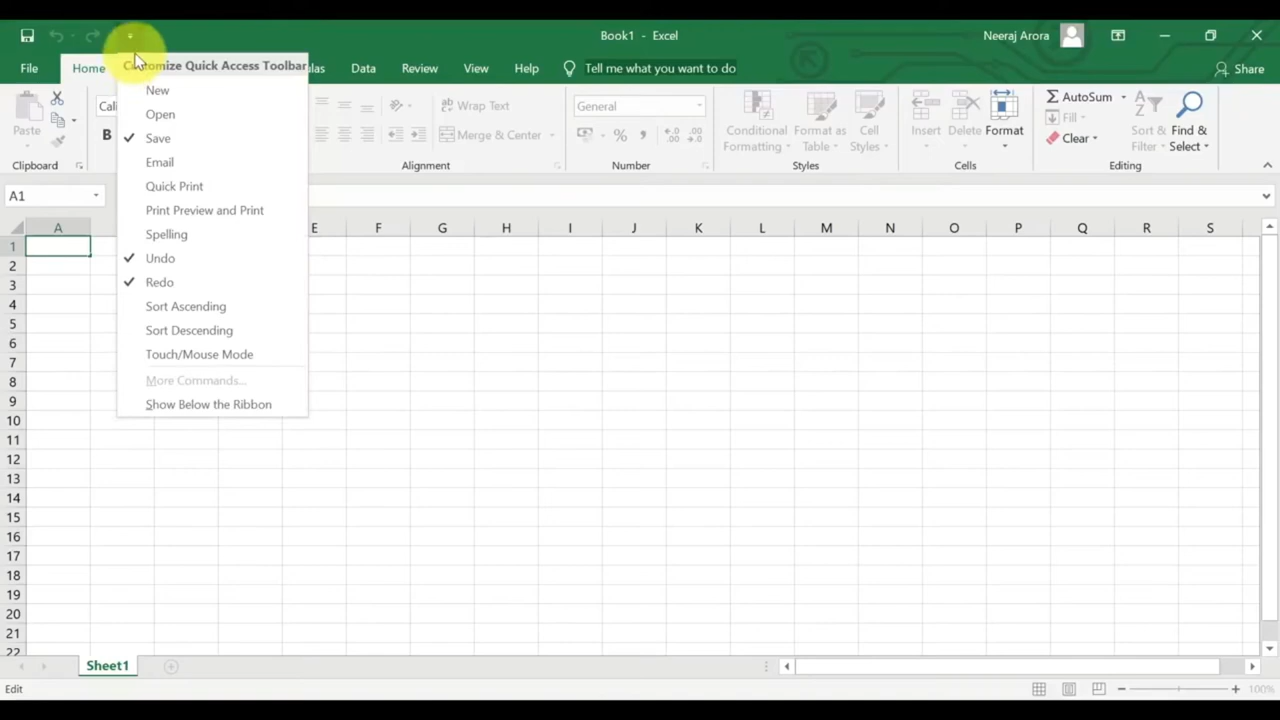 Book1 - Excel
Neeraj Arora
File
Home
Data
Review
View
Help
Tell me what you want to do
Share
Customize Quick Access Toolbar
New
Open
Save
Email
Quick Print
Print Preview and Print
Spelling
Undo
Redo
Sort Ascending
Sort Descending
Touch/Mouse Mode
More Commands...
Show Below the Ribbon
Paste
Clipboard
B
Wrap Text
Merge & Center
Alignment
General
%
Number
Conditional Formatting
Format as Table
Cell Styles
Styles
Insert
Delete
Format
Cells
AutoSum
Fill
Clear
Sort & Filter
Find & Select
Editing
A1
A E F G H I J K L M N O P Q R S
1
2
3
4
5
6
7
8
9
10
11
12
13
14
15
16
17
18
19
20
21
22
Sheet1
Edit
100%